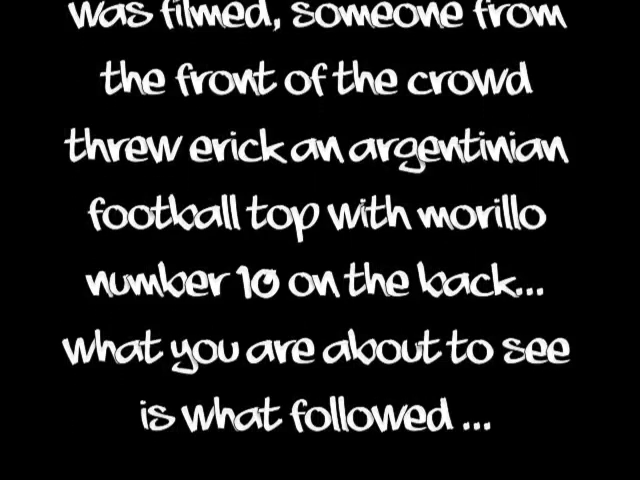 was filmed, someone from
the front of the crowd
threw erick an argentinian
football top with morillo
number 10 on the back...
what you are about to see
is what followed ...